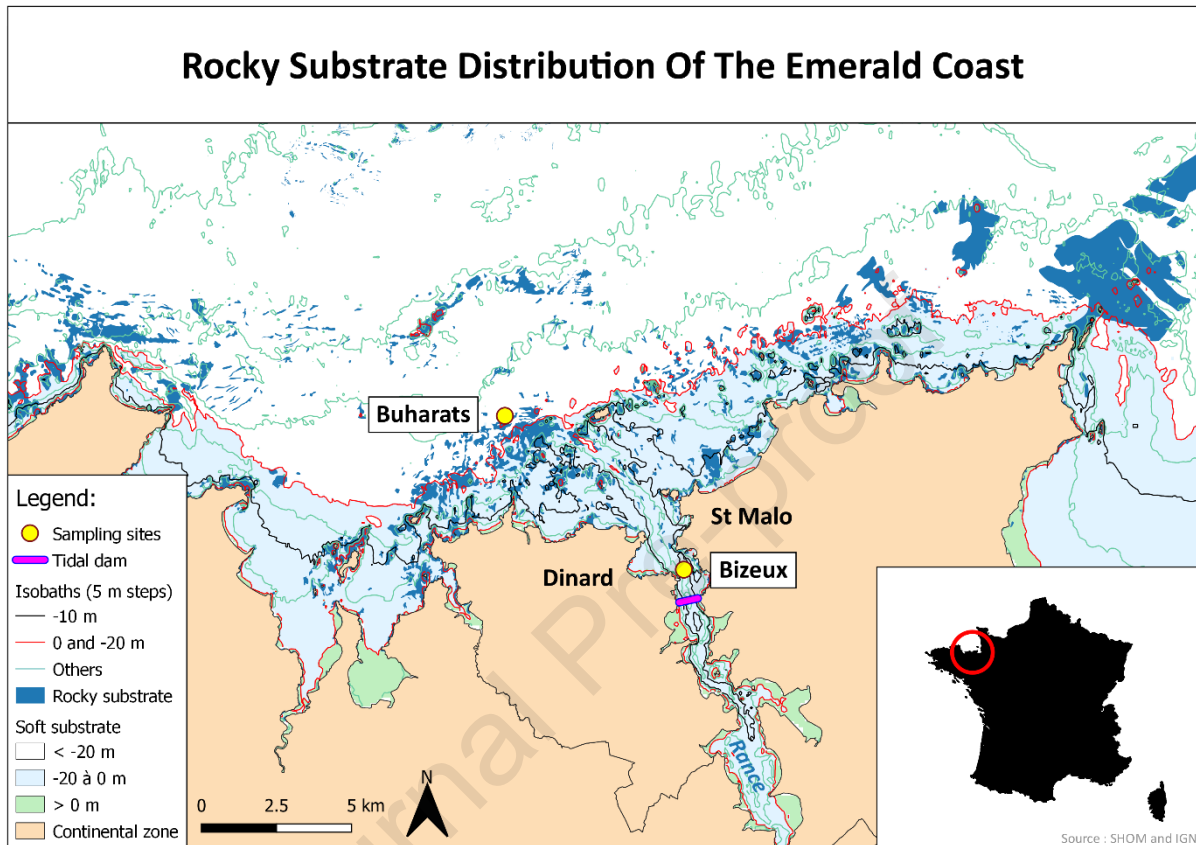 Rocky Substrate Distribution Of The Emerald Coast
Buharats
St Malo
Dinard
Bizeux
Rance
Legend:
Sampling sites
Tidal dam
Isobaths (5 m steps)
-10 m
0 and -20 m
Others
Rocky substrate
Soft substrate
< -20 m
-20 à 0 m
> 0 m
Continental zone
N
0 2.5 5 km
Source : SHOM and IGN